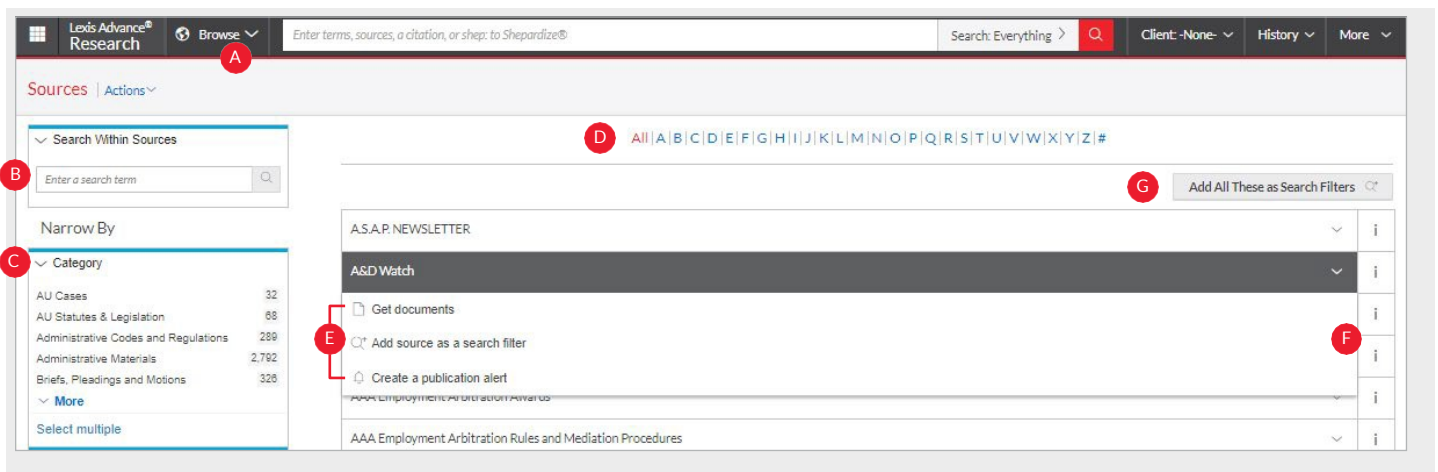 Lexis Advance®
Research
Browse
Enter terms, sources, a citation, or shep: to Shepardize®
Search: Everything
Client: -None-
History
More
A
Sources | Actions
Search Within Sources
D
All|A|B|C|D|E|F|G|H|I|J|K|L|M|N|O|P|Q|R|S|T|U|V|W|X|Y|Z|#
B
Enter a search term
G
Add All These as Search Filters
Narrow By
A.S.A.P. NEWSLETTER
i
C
Category
A&D Watch
i
AU Cases 32
AU Statutes & Legislation 68
Administrative Codes and Regulations 289
Administrative Materials 2,792
Briefs, Pleadings and Motions 326
More
Select multiple
E
Get documents
i
Add source as a search filter
F
i
Create a publication alert
AAA Employment Arbitration Awards
i
AAA Employment Arbitration Rules and Mediation Procedures
i